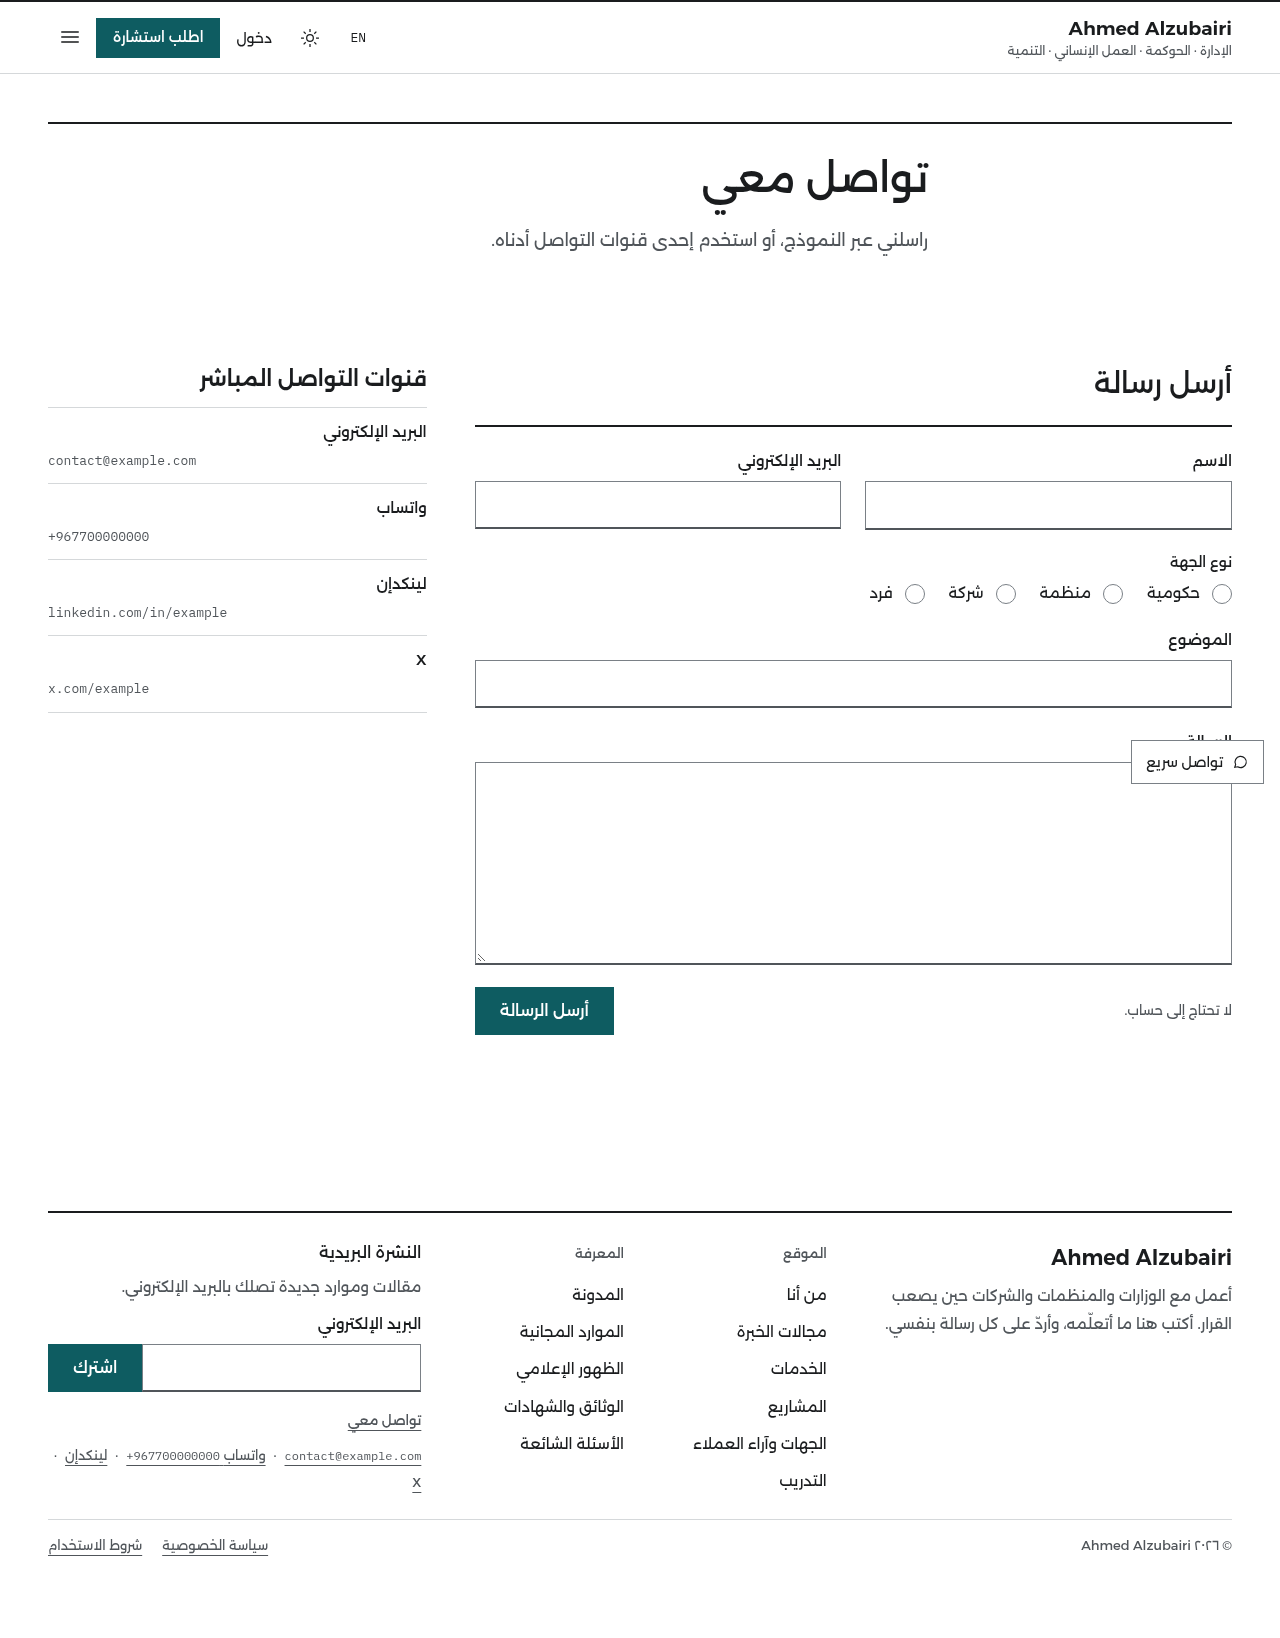 Ahmed Alzubairi
الإدارة · الحوكمة · العمل الإنساني · التنمية
EN
دخول
اطلب استشارة
تواصل معي
راسلني عبر النموذج، أو استخدم إحدى قنوات التواصل أدناه.
أرسل رسالة
الاسم
البريد الإلكتروني
نوع الجهة
حكومية
منظمة
شركة
فرد
الموضوع
تواصل سريع
لا تحتاج إلى حساب.
أرسل الرسالة
قنوات التواصل المباشر
البريد الإلكتروني
contact@example.com
واتساب
+967700000000
لينكدإن
linkedin.com/in/example
X
x.com/example
Ahmed Alzubairi
أعمل مع الوزارات والمنظمات والشركات حين يصعب
القرار. أكتب هنا ما أتعلّمه، وأردّ على كل رسالة بنفسي.
الموقع
من أنا
مجالات الخبرة
الخدمات
المشاريع
الجهات وآراء العملاء
التدريب
المعرفة
المدونة
الموارد المجانية
الظهور الإعلامي
الوثائق والشهادات
الأسئلة الشائعة
النشرة البريدية
مقالات وموارد جديدة تصلك بالبريد الإلكتروني.
البريد الإلكتروني
اشترك
تواصل معي
contact@example.com · واتساب +967700000000 · لينكدإن ·
X
© ٢٠٢٦ Ahmed Alzubairi
سياسة الخصوصية
شروط الاستخدام